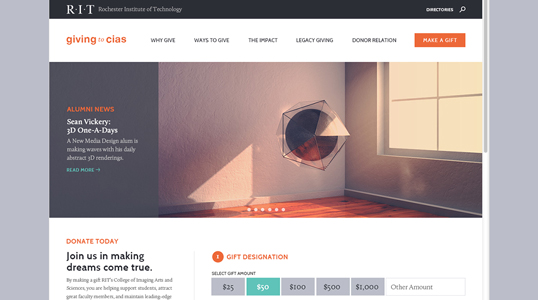 R·I·T Rochester Institute of Technology
DIRECTORIES
giving to cias
WHY GIVE
WAYS TO GIVE
THE IMPACT
LEGACY GIVING
DONOR RELATION
MAKE A GIFT
ALUMNI NEWS
Sean Vickery:
3D One-A-Days
A New Media Design alum is
making waves with his daily
abstract 3D renderings.
READ MORE →
DONATE TODAY
Join us in making
dreams come true.
By making a gift RIT's College of Imaging Arts and
Sciences, you are helping support students, attract
great faculty members, and maintain leading-edge
1 GIFT DESIGNATION
SELECT GIFT AMOUNT
$25
$50
$100
$500
$1,000
Other Amount